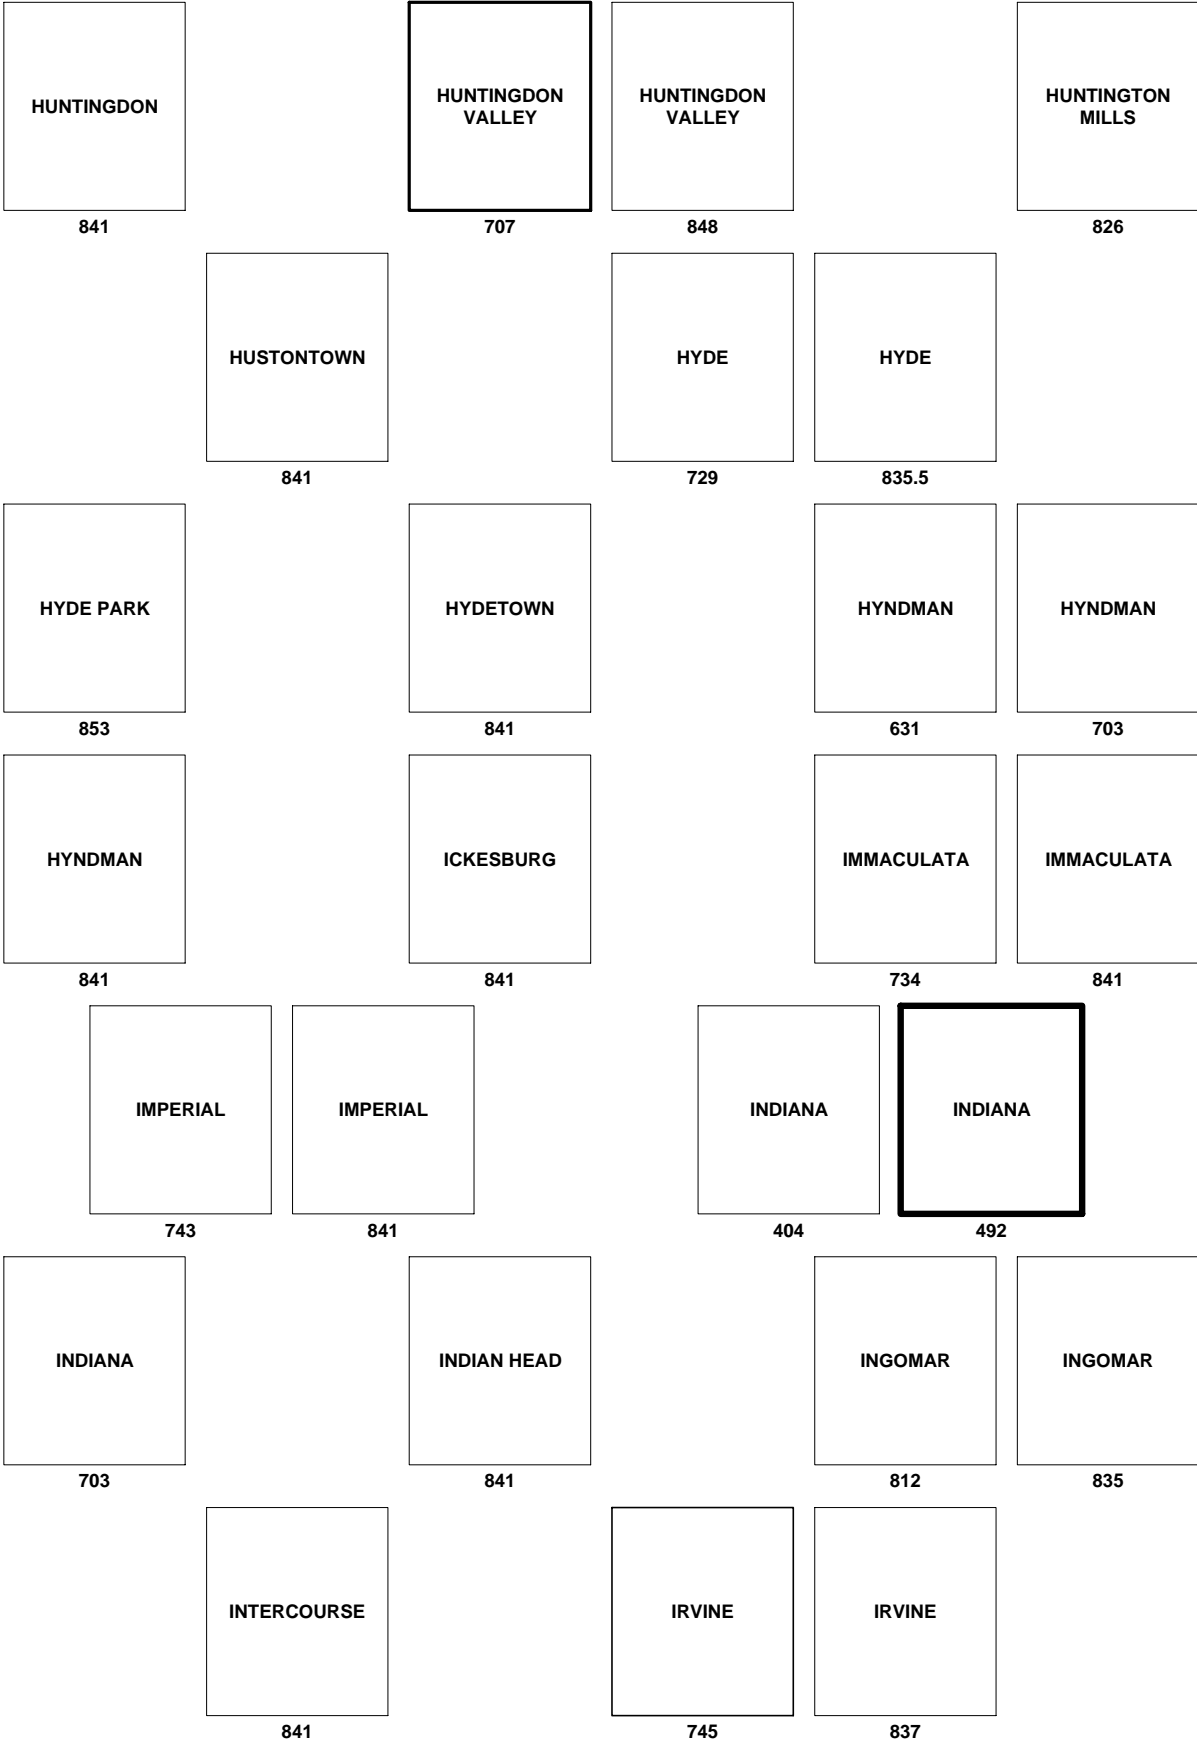 HUNTINGDON
841
HUNTINGDON
VALLEY
707
HUNTINGDON
VALLEY
848
HUNTINGTON
MILLS
826
HUSTONTOWN
841
HYDE
729
HYDE
835.5
HYDE PARK
853
HYDETOWN
841
HYNDMAN
631
HYNDMAN
703
HYNDMAN
841
ICKESBURG
841
IMMACULATA
734
IMMACULATA
841
IMPERIAL
743
IMPERIAL
841
INDIANA
404
INDIANA
492
INDIANA
703
INDIAN HEAD
841
INGOMAR
812
INGOMAR
835
INTERCOURSE
841
IRVINE
745
IRVINE
837